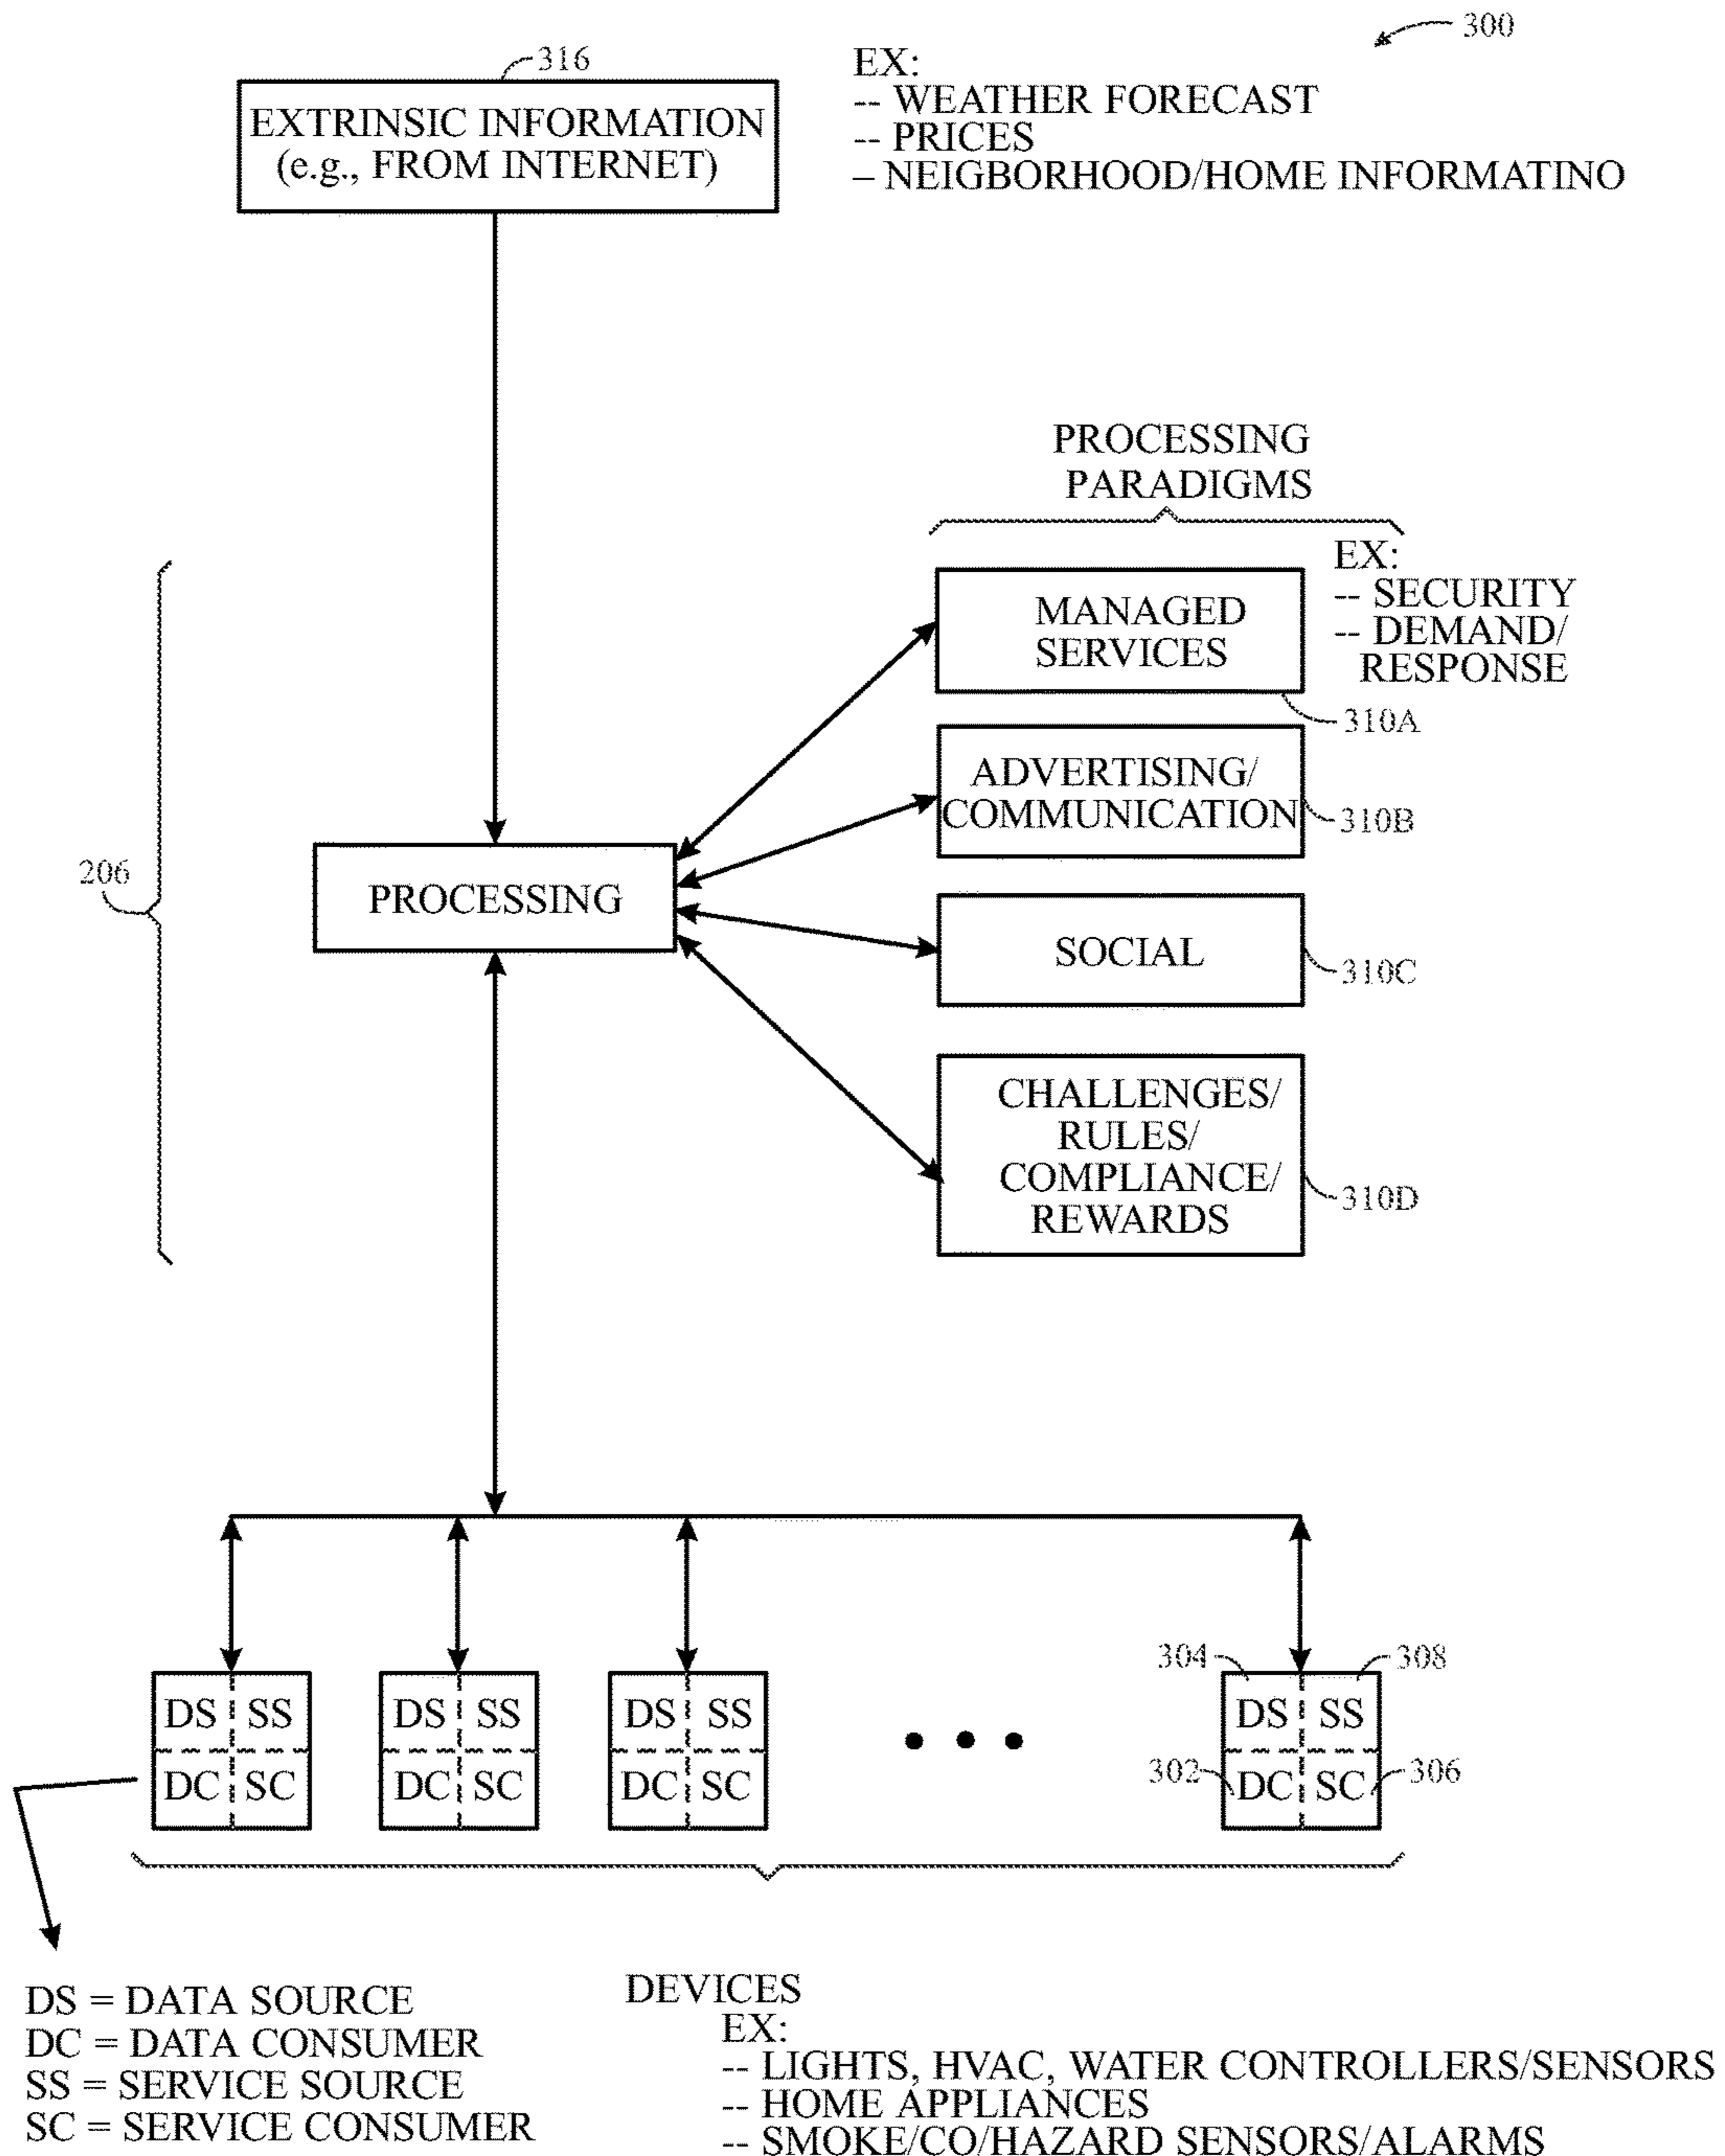 300
316
EXTRINSIC INFORMATION
(e.g., FROM INTERNET)
EX:
-- WEATHER FORECAST
-- PRICES
– NEIGBORHOOD/HOME INFORMATINO
PROCESSING
PARADIGMS
MANAGED
SERVICES
EX:
-- SECURITY
-- DEMAND/
RESPONSE
310A
ADVERTISING/
COMMUNICATION
310B
206
PROCESSING
SOCIAL
310C
CHALLENGES/
RULES/
COMPLIANCE/
REWARDS
310D
304
308
DS SS
DC SC
DS SS
DC SC
DS SS
DC SC
DS SS
DC SC
302
306
DS = DATA SOURCE
DC = DATA CONSUMER
SS = SERVICE SOURCE
SC = SERVICE CONSUMER
DEVICES
EX:
-- LIGHTS, HVAC, WATER CONTROLLERS/SENSORS
-- HOME APPLIANCES
-- SMOKE/CO/HAZARD SENSORS/ALARMS